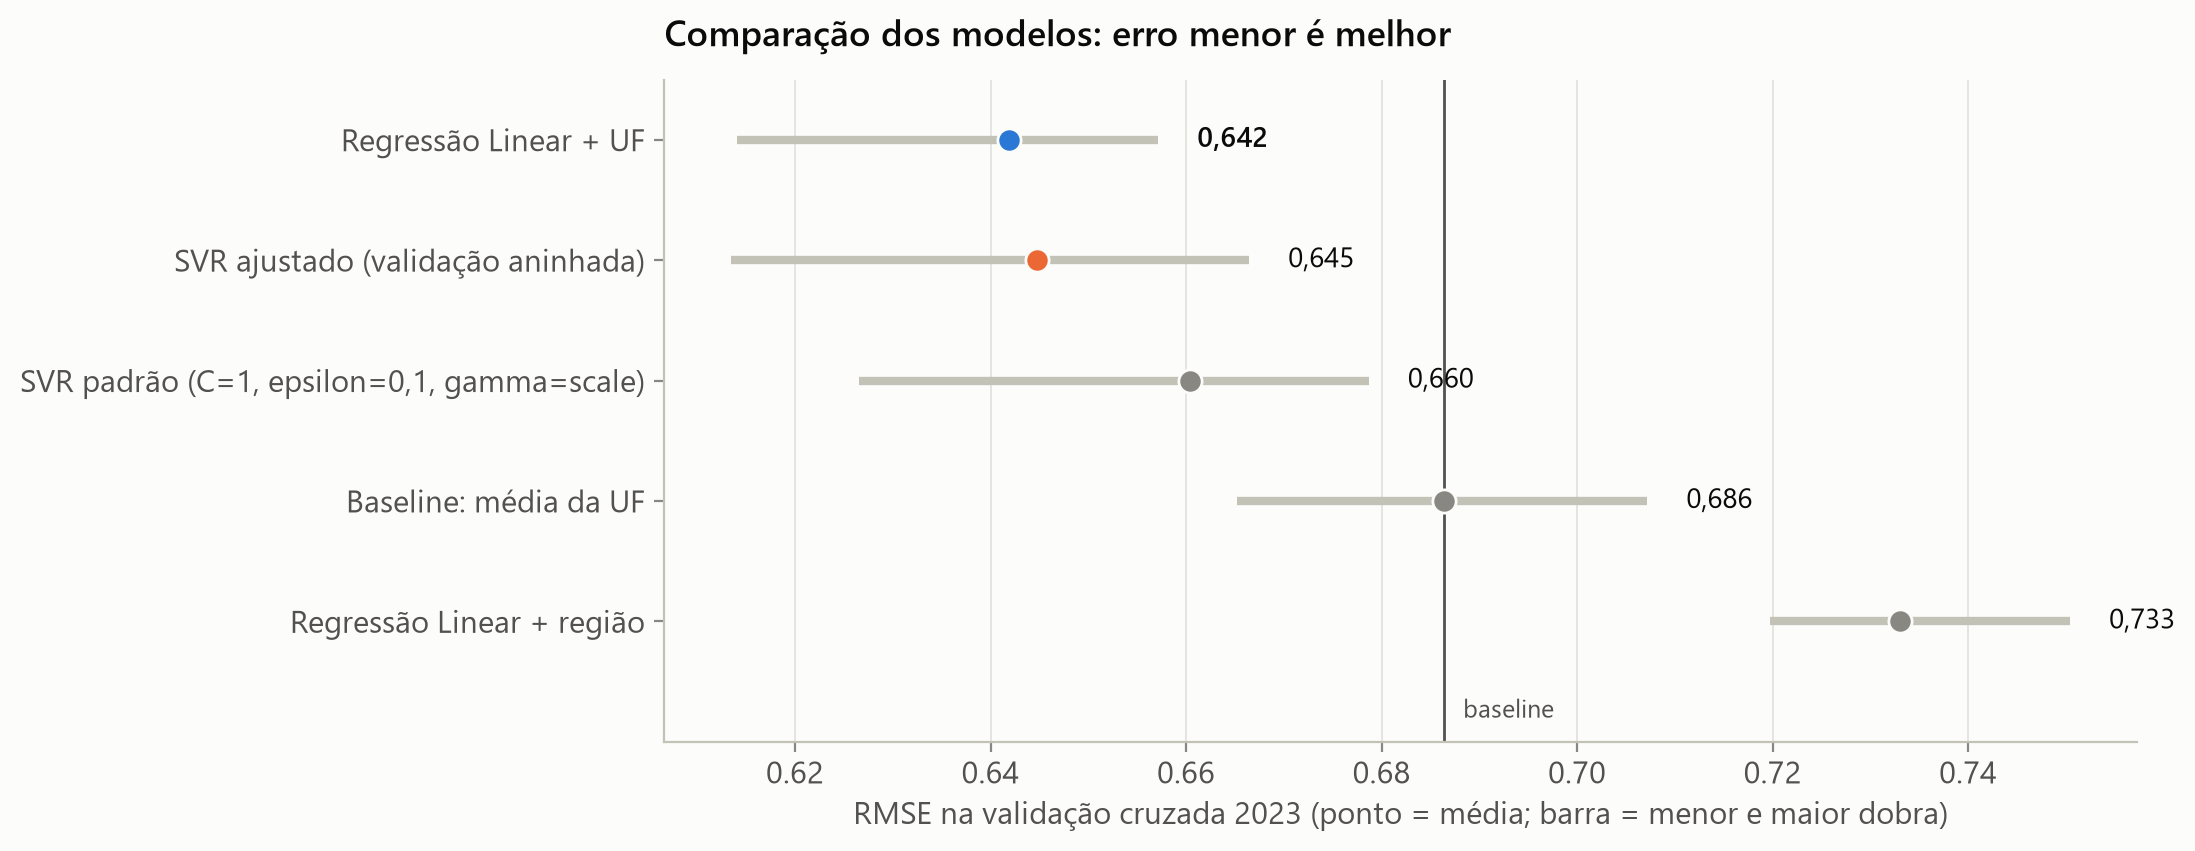 Comparação dos modelos: erro menor é melhor
Regressão Linear + UF
0,642
SVR ajustado (validação aninhada)
0,645
SVR padrão (C=1, epsilon=0,1, gamma=scale)
0,660
Baseline: média da UF
0,686
Regressão Linear + região
0,733
baseline
0.62 0.64 0.66 0.68 0.70 0.72 0.74
RMSE na validação cruzada 2023 (ponto = média; barra = menor e maior dobra)